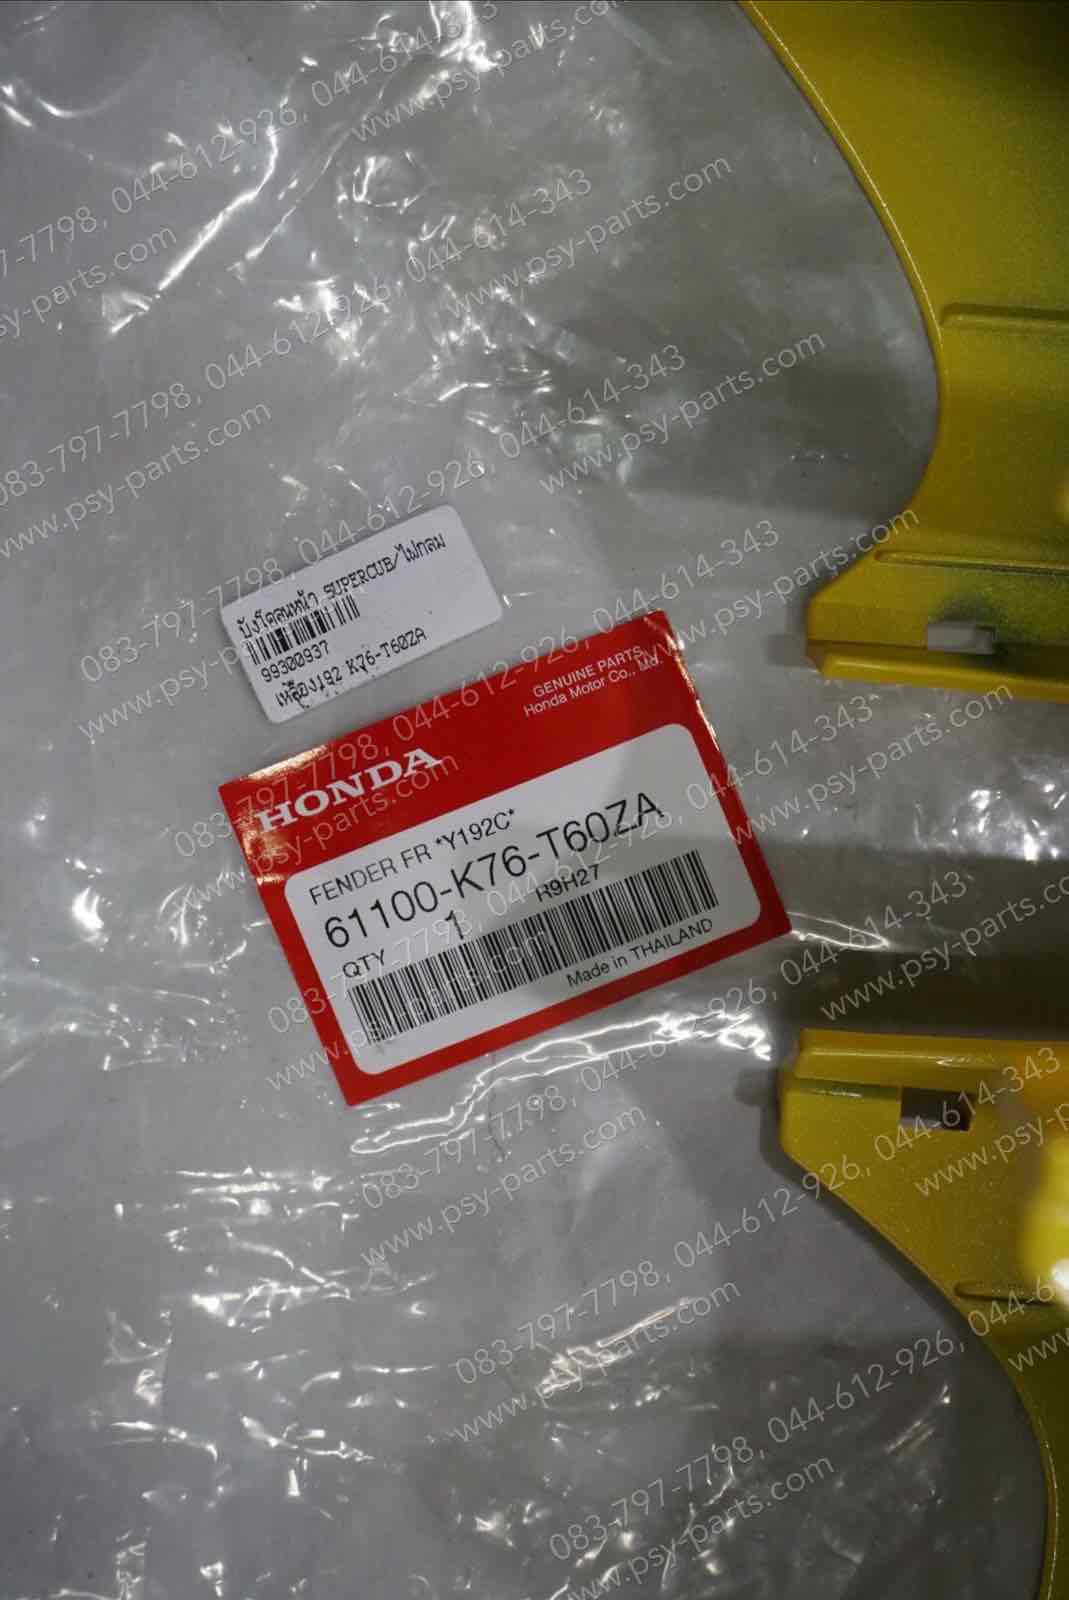 083-797-7798, 044-612-926, 044-614-343
www.psy-parts.com
บังโคลนหน้า SUPERCUB/ไฟกลม
99300937
เหลือง192 K76-T60ZA
GENUINE PARTS
Honda Motor Co., Ltd.
HONDA
FENDER FR *Y192C*
61100-K76-T60ZA
QTY 1 R9H27
Made in THAILAND